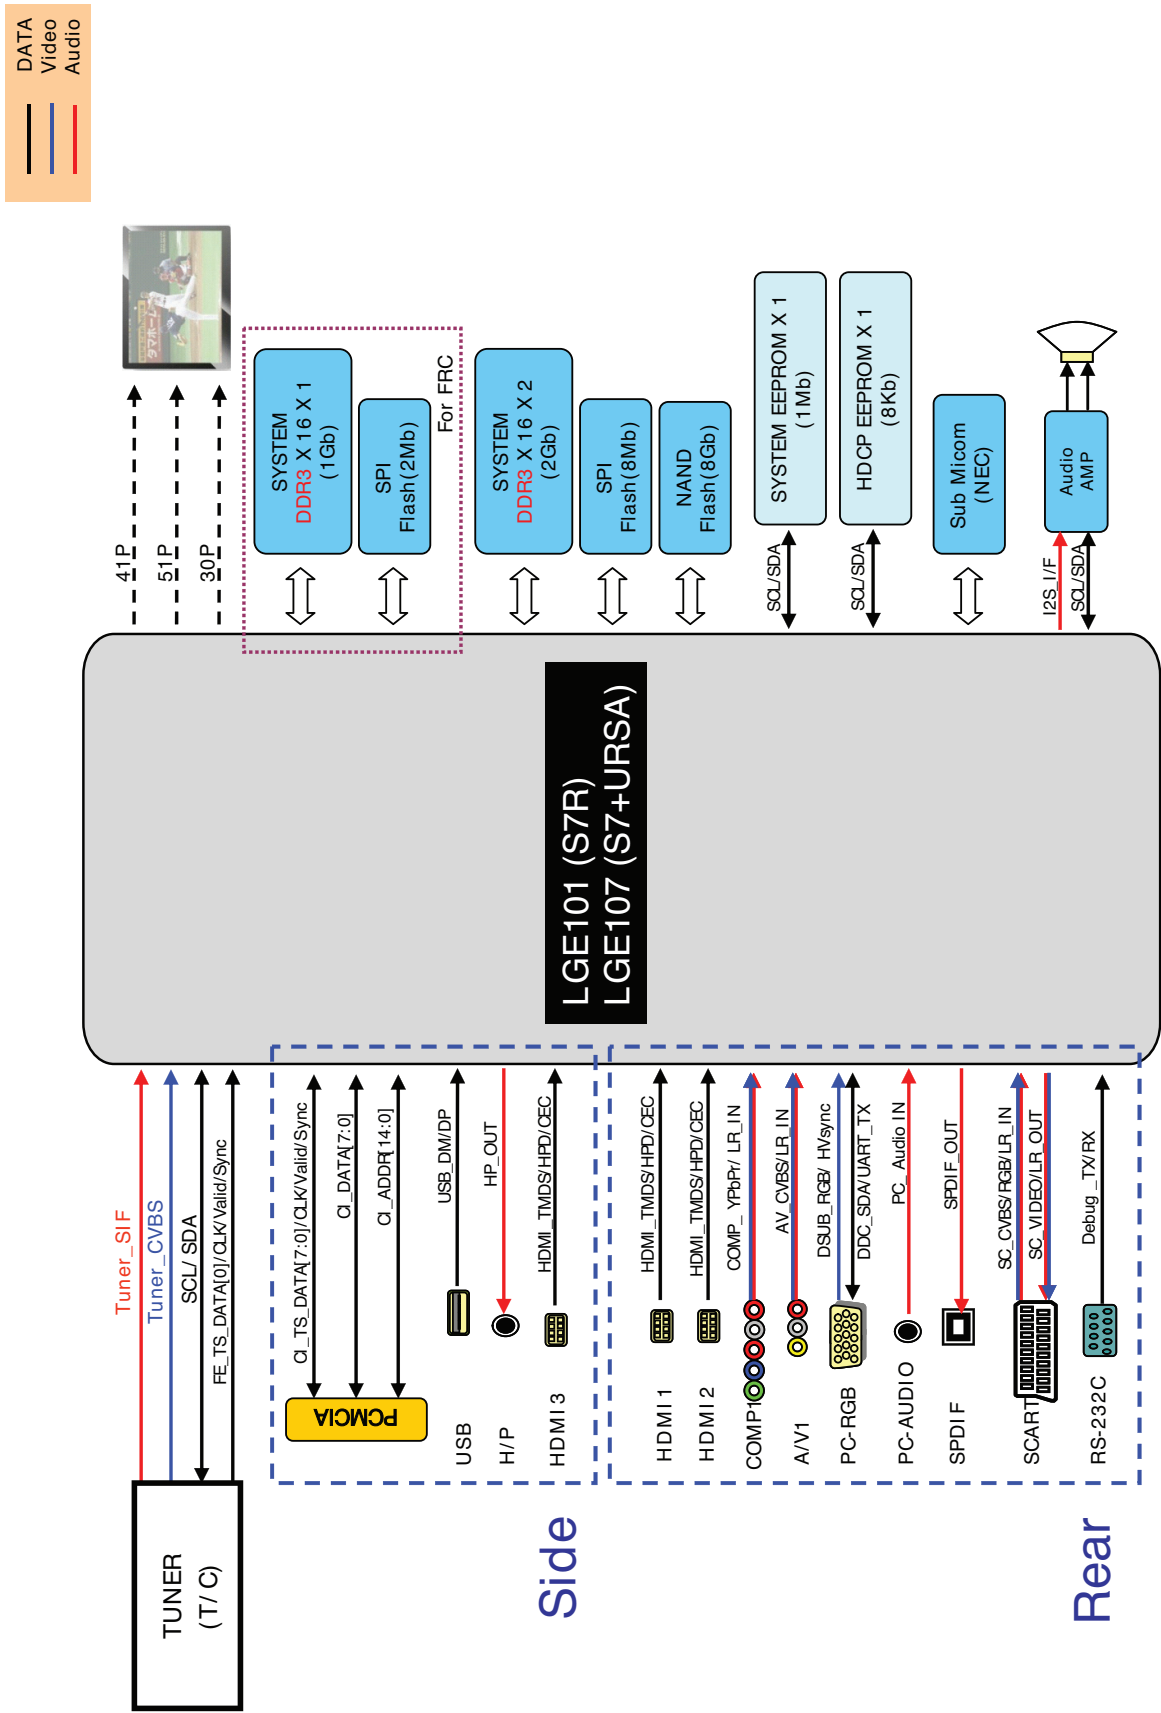 DATA
Video
Audio
41P
51P
30P
タマホーム
SYSTEM
DDR3 X 16 X 1
(1Gb)
SPI
Flash(2Mb)
For FRC
SYSTEM
DDR3 X 16 X 2
(2Gb)
SPI
Flash(8Mb)
NAND
Flash(8Gb)
SYSTEM EEPROM X 1
(1Mb)
SCL/SDA
HDCP EEPROM X 1
(8Kb)
SCL/SDA
Sub Micom
(NEC)
Audio
AMP
I2S_I/F
SCL/SDA
LGE101 (S7R)
LGE107 (S7+URSA)
TUNER
(T/C)
Tuner_SIF
Tuner_CVBS
SCL/SDA
FE_TS_DATA[0]/CLK/Valid/Sync
Side
PCMCIA
CI_TS_DATA[7:0]/CLK/Valid/Sync
CI_DATA[7:0]
CI_ADDR[14:0]
USB
USB_DM/DP
H/P
HP_OUT
HDMI3
HDMI_TMDS/HPD/CEC
Rear
HDMI1
HDMI_TMDS/HPD/CEC
HDMI2
HDMI_TMDS/HPD/CEC
COMP1
COMP_YPbPr/LR_IN
A/V1
AV_CVBS/LR_IN
PC-RGB
DSUB_RGB/HVsync
DDC_SDA/UART_TX
PC-AUDIO
PC_Audio IN
SPDIF
SPDIF_OUT
SCART
SC_CVBS/RGB/LR_IN
SC_VIDEO/LR_OUT
RS-232C
Debug_TX/RX